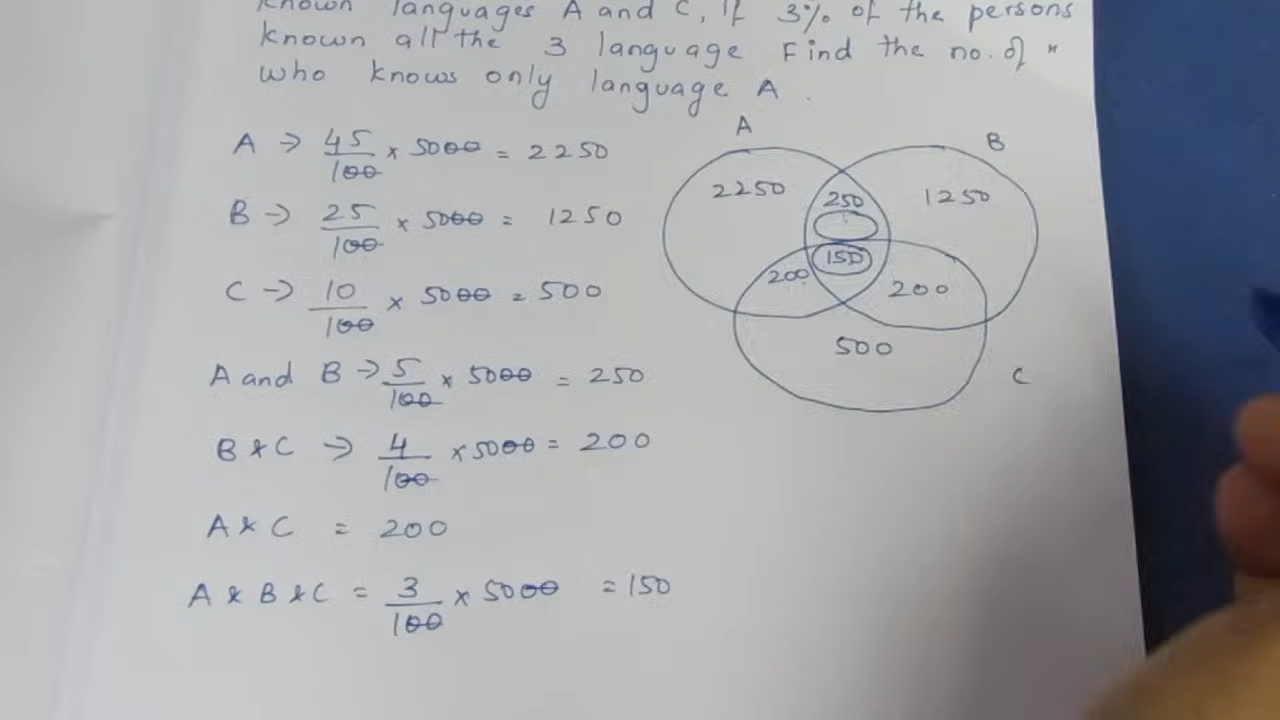 known languages A and C, If 3% of the persons
known all the 3 language Find the no. of "
who knows only language A.
A → 45/100 × 5000 = 2250
B → 25/100 × 5000 = 1250
C → 10/100 × 5000 = 500
A and B → 5/100 × 5000 = 250
B & C → 4/100 × 5000 = 200
A & C = 200
A & B & C = 3/100 × 5000 = 150
A
B
2250
250
1250
150
200
200
500
C